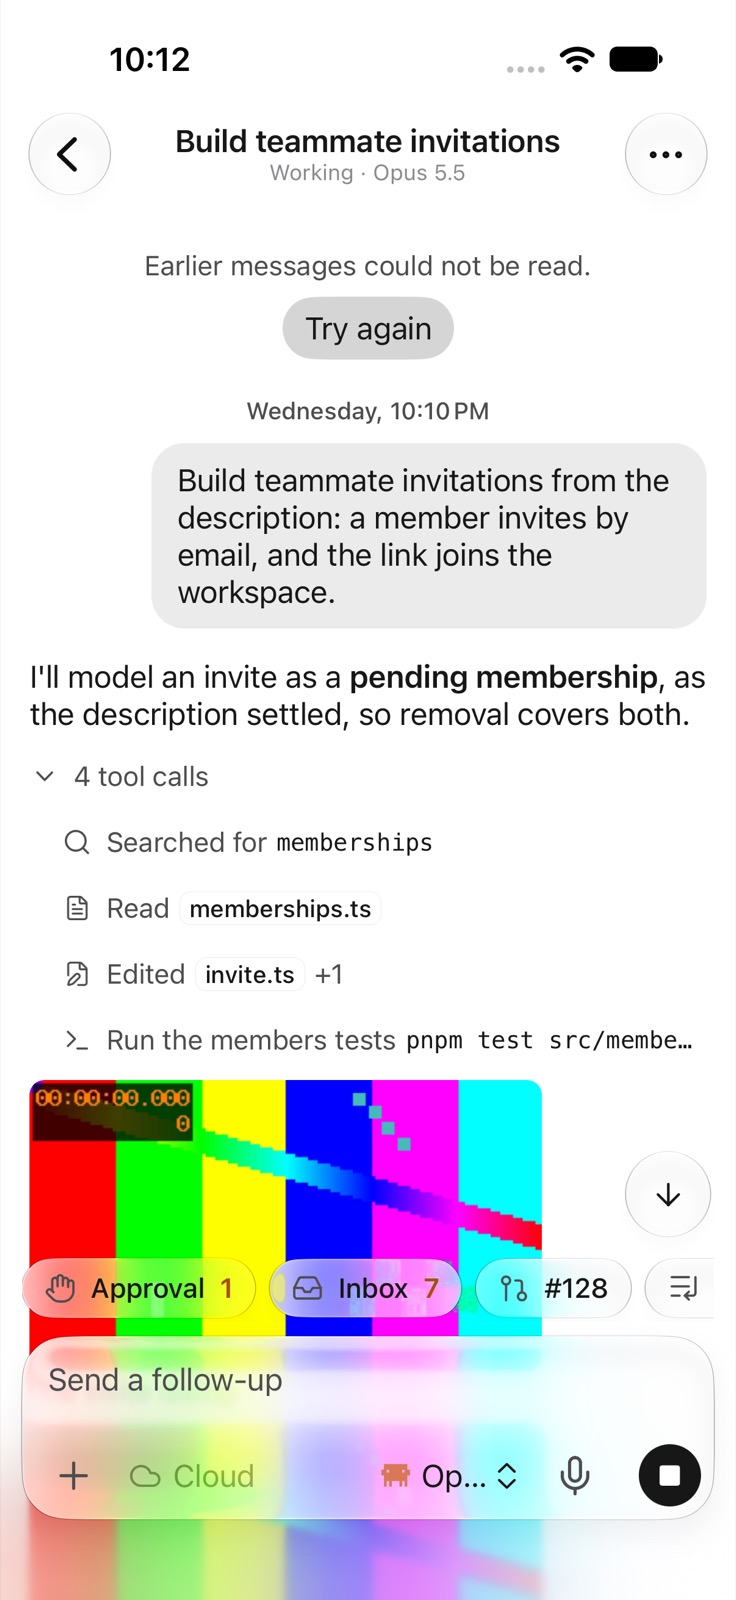 10:12
Build teammate invitations
Working · Opus 5.5
Earlier messages could not be read.
Try again
Wednesday, 10:10 PM
Build teammate invitations from the
description: a member invites by
email, and the link joins the
workspace.
I'll model an invite as a pending membership, as
the description settled, so removal covers both.
4 tool calls
Searched for memberships
Read memberships.ts
Edited invite.ts +1
Run the members tests pnpm test src/membe…
00:00:00.000
0
Approval 1
Inbox 7
#128
Send a follow-up
Cloud
Op...